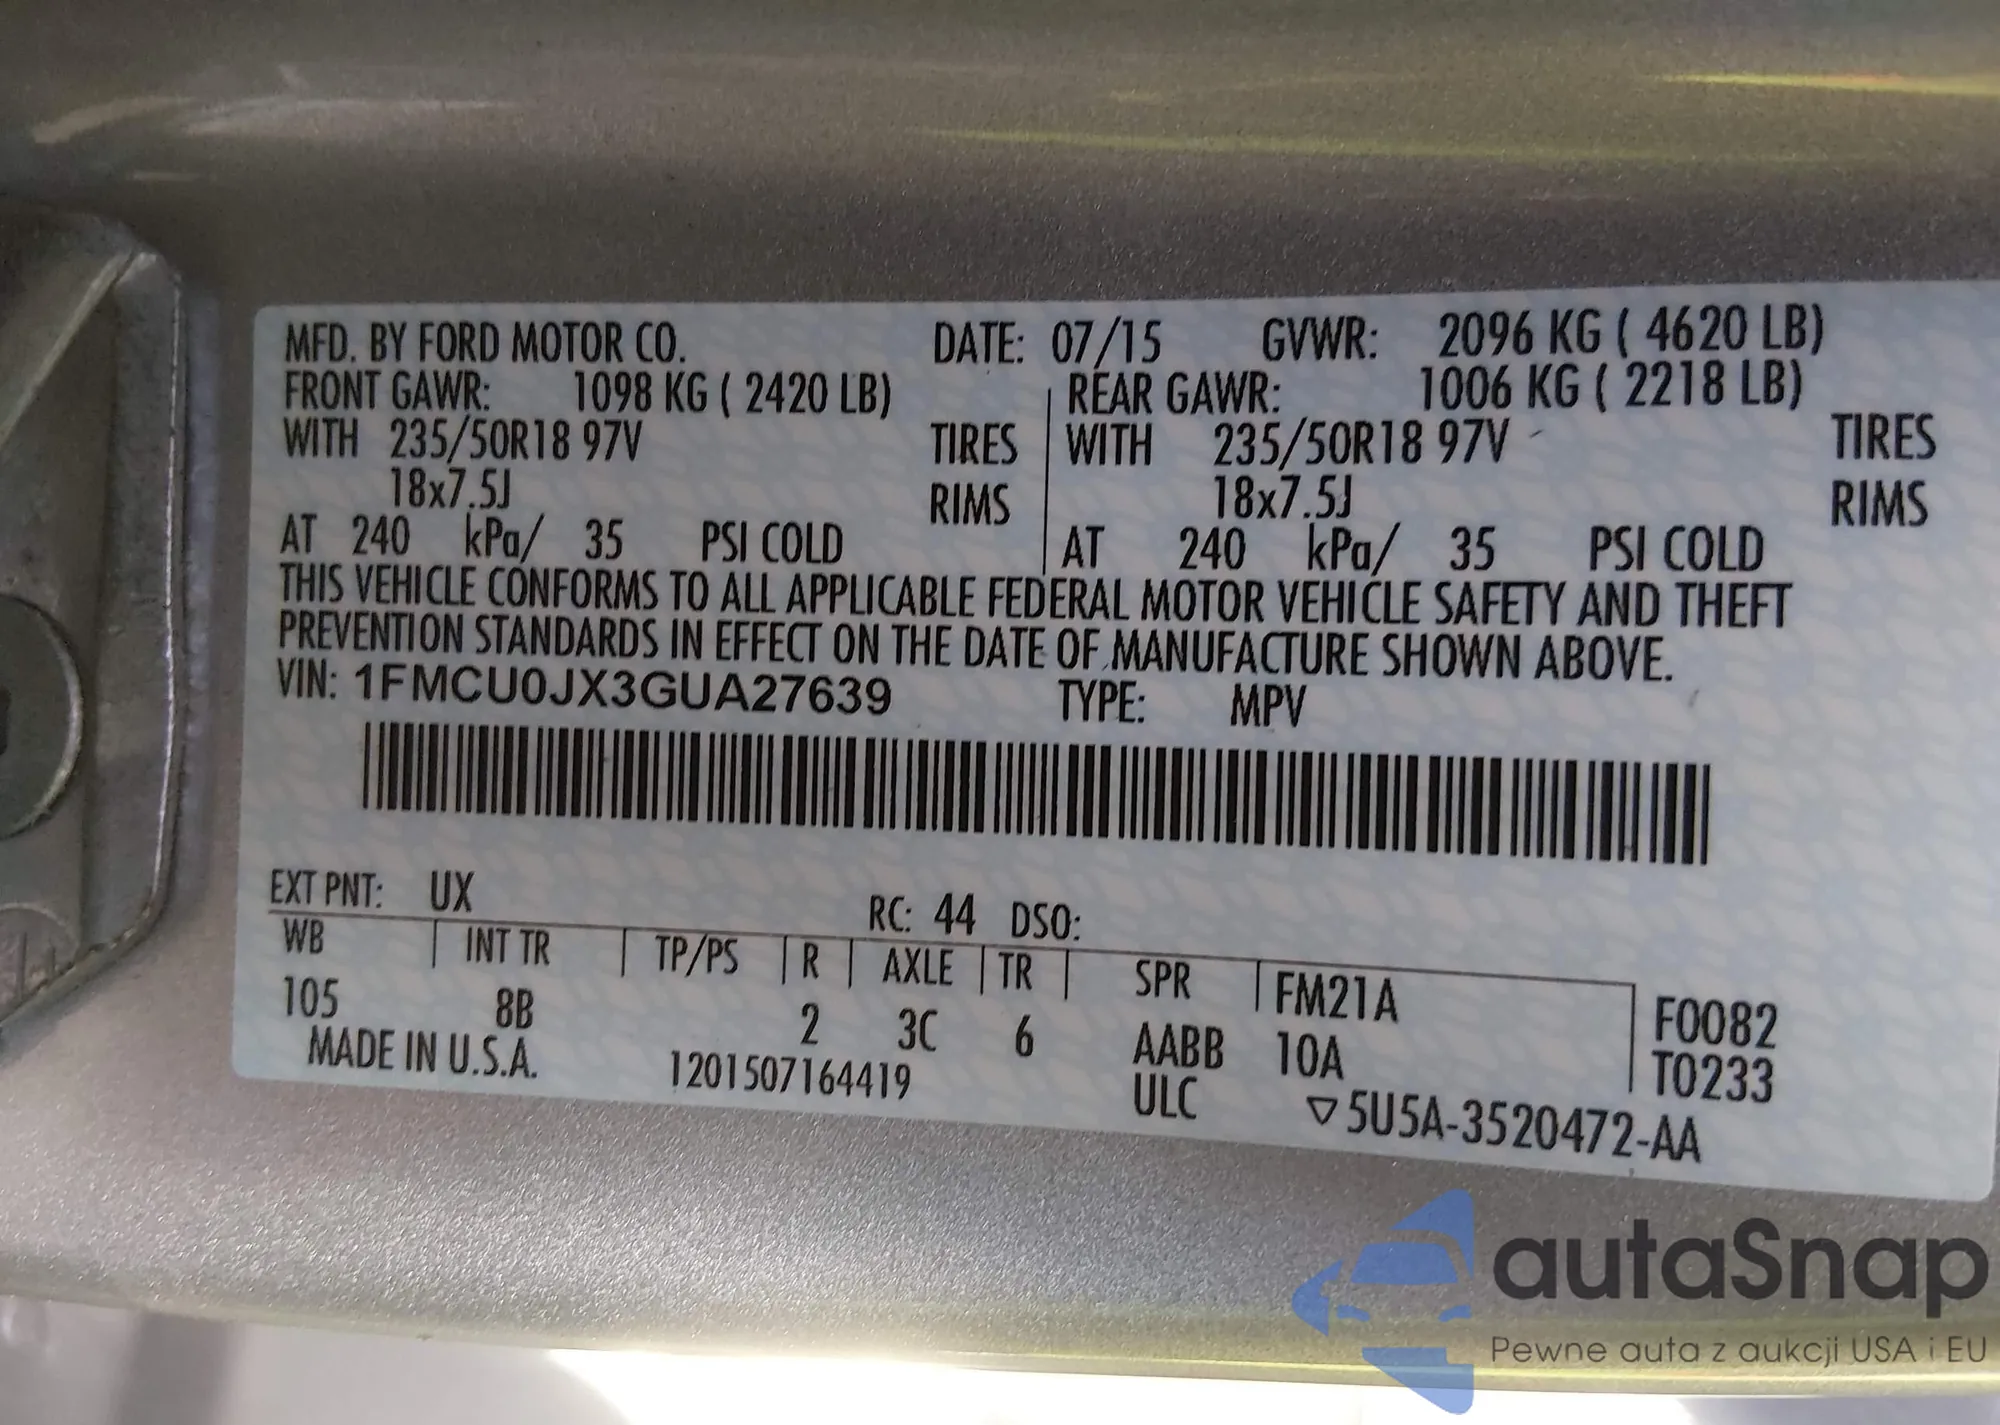 MFD. BY FORD MOTOR CO. DATE: 07/15 GVWR: 2096 KG ( 4620 LB)
FRONT GAWR: 1098 KG ( 2420 LB) REAR GAWR: 1006 KG ( 2218 LB)
WITH 235/50R18 97V TIRES WITH 235/50R18 97V TIRES
18x7.5J RIMS 18x7.5J RIMS
AT 240 kPa/ 35 PSI COLD AT 240 kPa/ 35 PSI COLD
THIS VEHICLE CONFORMS TO ALL APPLICABLE FEDERAL MOTOR VEHICLE SAFETY AND THEFT
PREVENTION STANDARDS IN EFFECT ON THE DATE OF MANUFACTURE SHOWN ABOVE.
VIN: 1FMCU0JX3GUA27639 TYPE: MPV
EXT PNT: UX RC: 44 DSO:
WB INT TR TP/PS R AXLE TR SPR FM21A F0082
105 8B 2 3C 6 AABB 10A T0233
MADE IN U.S.A. 1201507164419 ULC ▽5U5A-3520472-AA
autaSnap
Pewne auta z aukcji USA i EU